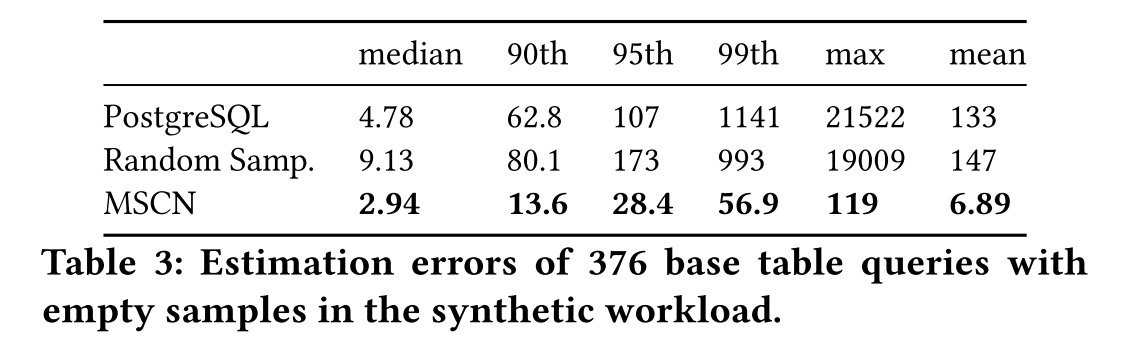 median 90th 95th 99th max mean
PostgreSQL 4.78 62.8 107 1141 21522 133
Random Samp. 9.13 80.1 173 993 19009 147
MSCN 2.94 13.6 28.4 56.9 119 6.89
Table 3: Estimation errors of 376 base table queries with
empty samples in the synthetic workload.